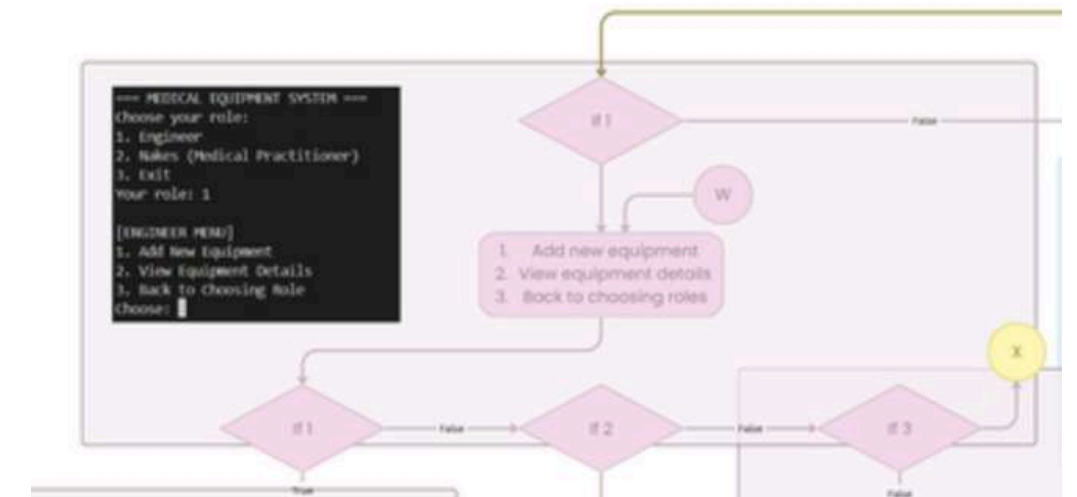 === MEDICAL EQUIPMENT SYSTEM ===
Choose your role:
1. Engineer
2. Nakes (Medical Practitioner)
3. Exit
Your role: 1
[ENGINEER MENU]
1. Add New Equipment
2. View Equipment Details
3. Back to Choosing Role
Choose:
If 1
False
W
1. Add new equipment
2. View equipment details
3. Back to choosing roles
X
If 1
False
If 2
False
If 3
True
False